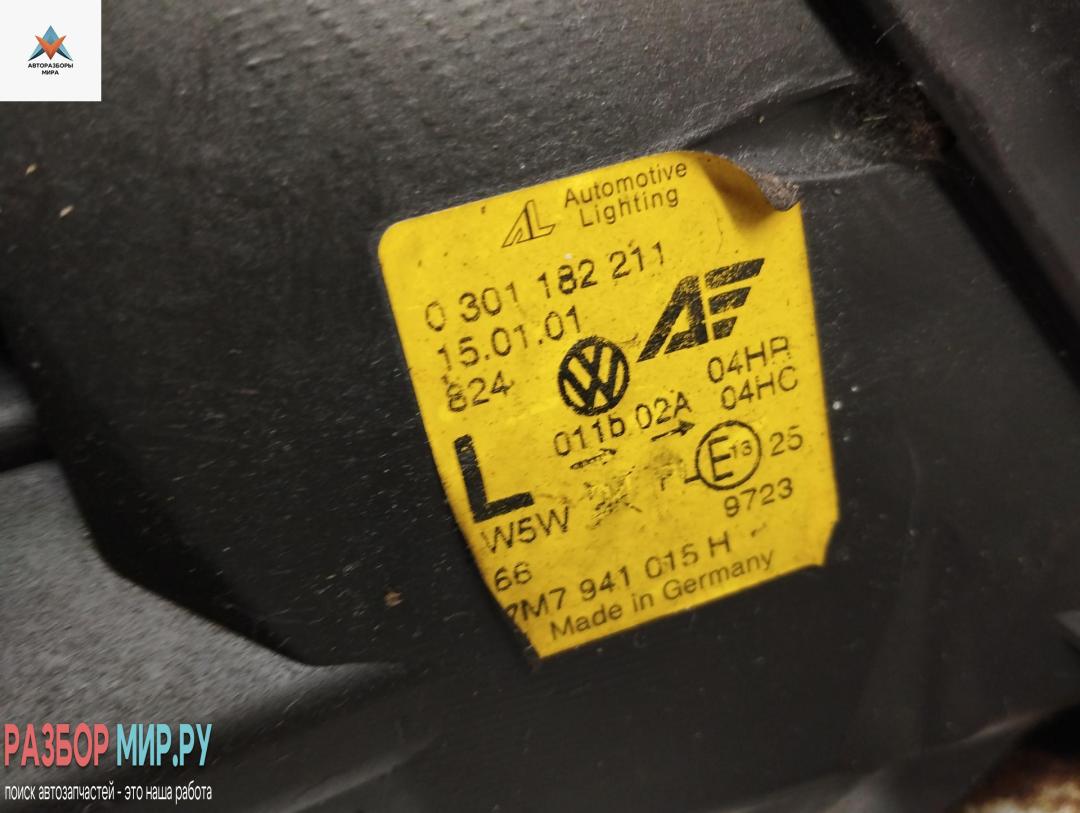 АВТОРАЗБОРЫ
МИРА
Automotive
Lighting
0 301 182 211
15.01.01
824
04HR
04HC
011b 02A
L
E13 25
W5W
9723
66
7M7 941 015 H
Made in Germany
РАЗБОР МИР.РУ
поиск автозапчастей - это наша работа